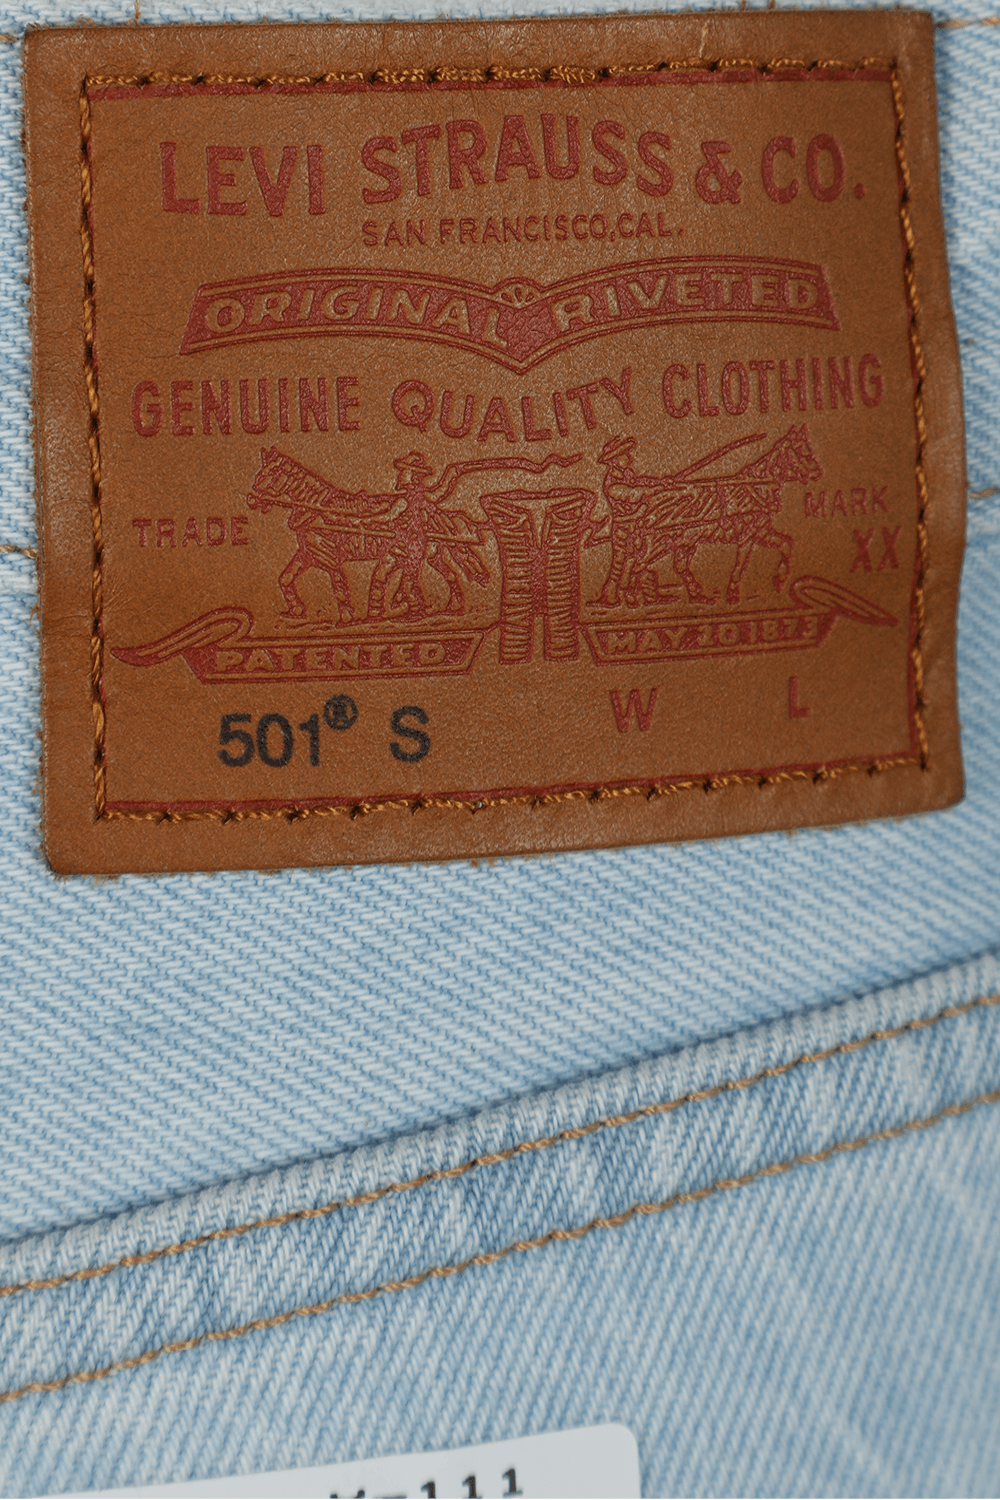 LEVI STRAUSS & CO.
SAN FRANCISCO, CAL.
ORIGINAL RIVETED
GENUINE QUALITY CLOTHING
TRADE MARK
XX
PATENTED MAY 20 1873
501® S W L